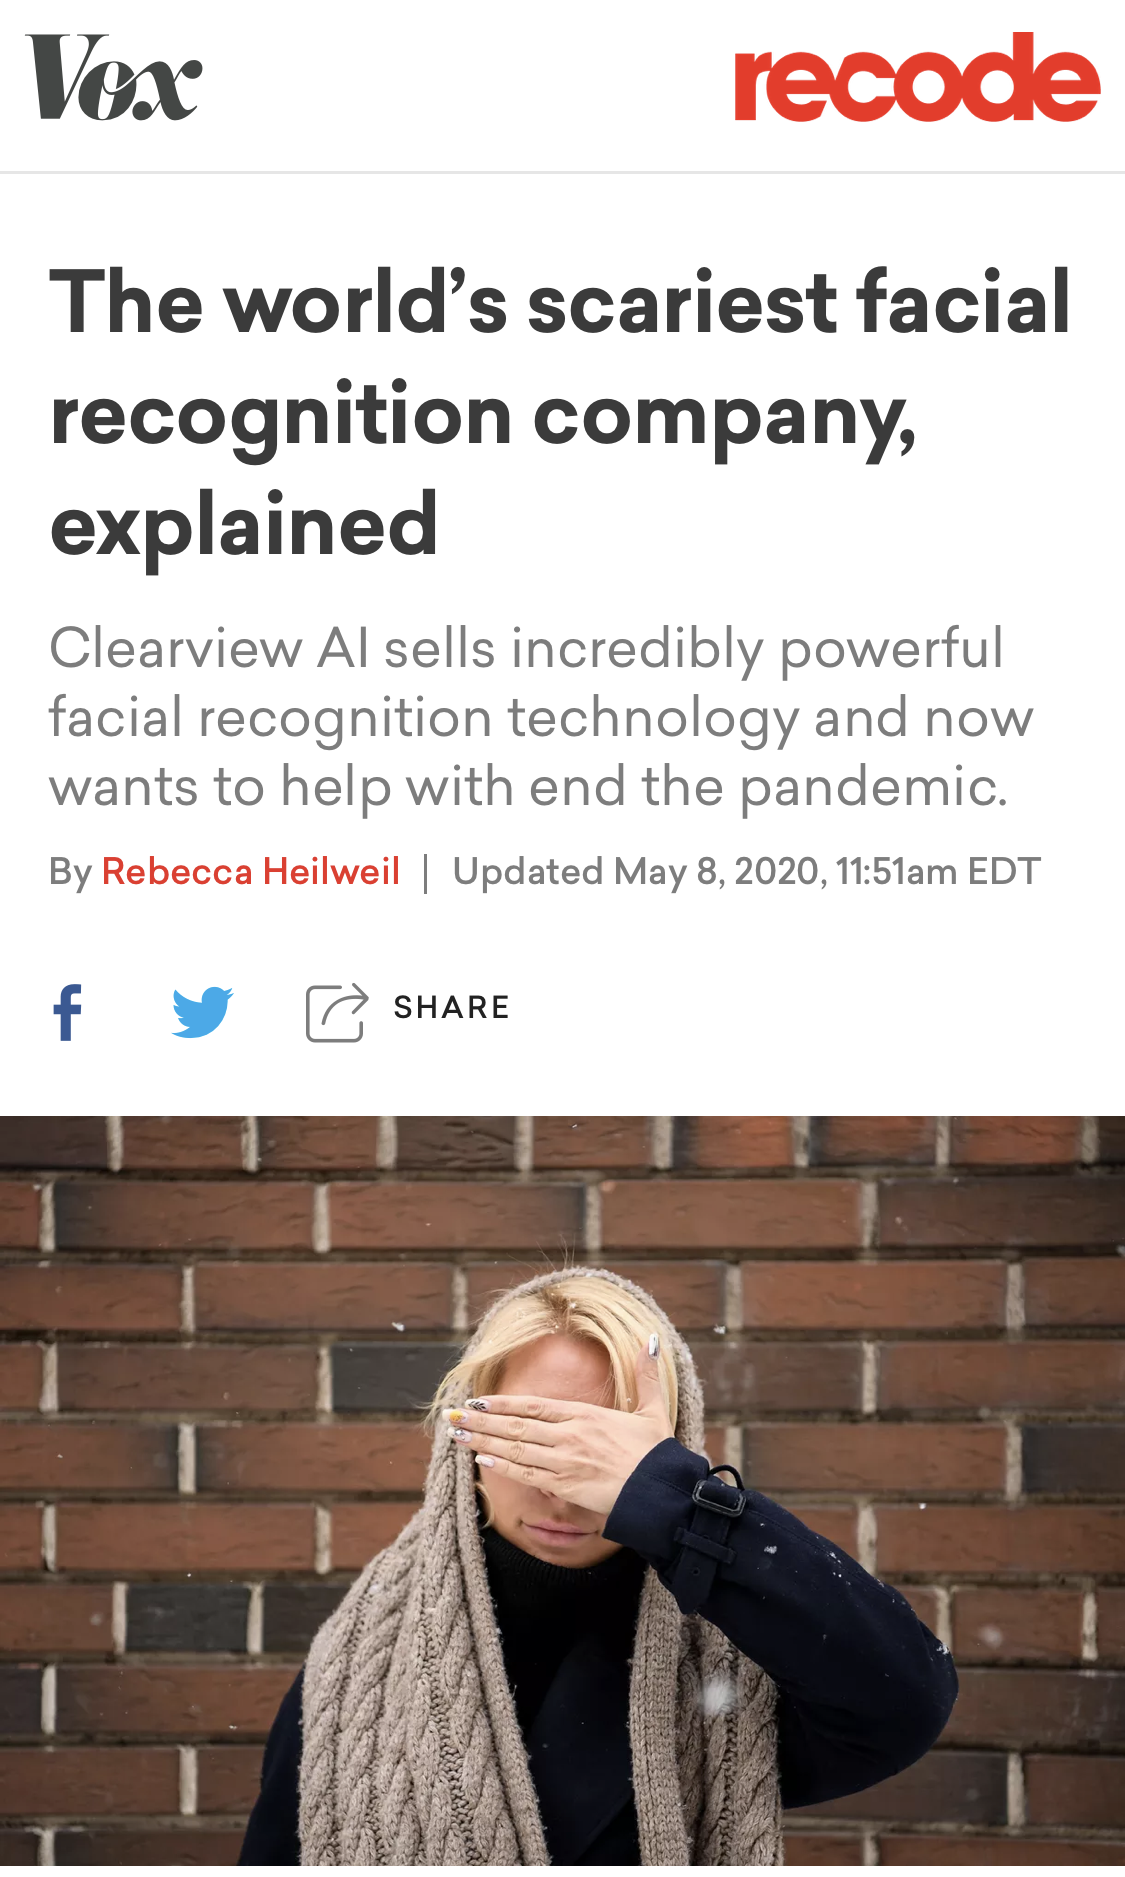 Vox
recode
The world’s scariest facial
recognition company,
explained
Clearview AI sells incredibly powerful
facial recognition technology and now
wants to help with end the pandemic.
By Rebecca Heilweil | Updated May 8, 2020, 11:51am EDT
SHARE